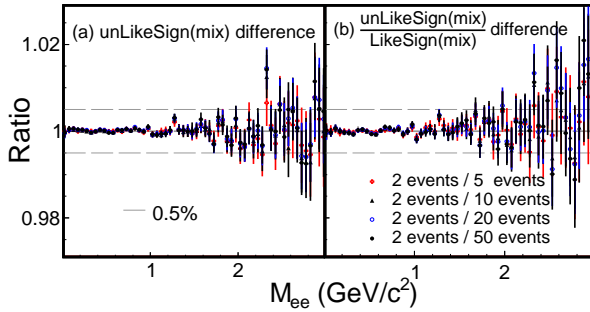 (a) unLikeSign(mix) difference
(b) unLikeSign(mix)
LikeSign(mix)
difference
1.02
1
0.98
Ratio
0.5%
2 events / 5 events
2 events / 10 events
2 events / 20 events
2 events / 50 events
1
2
1
2
M_ee (GeV/c²)